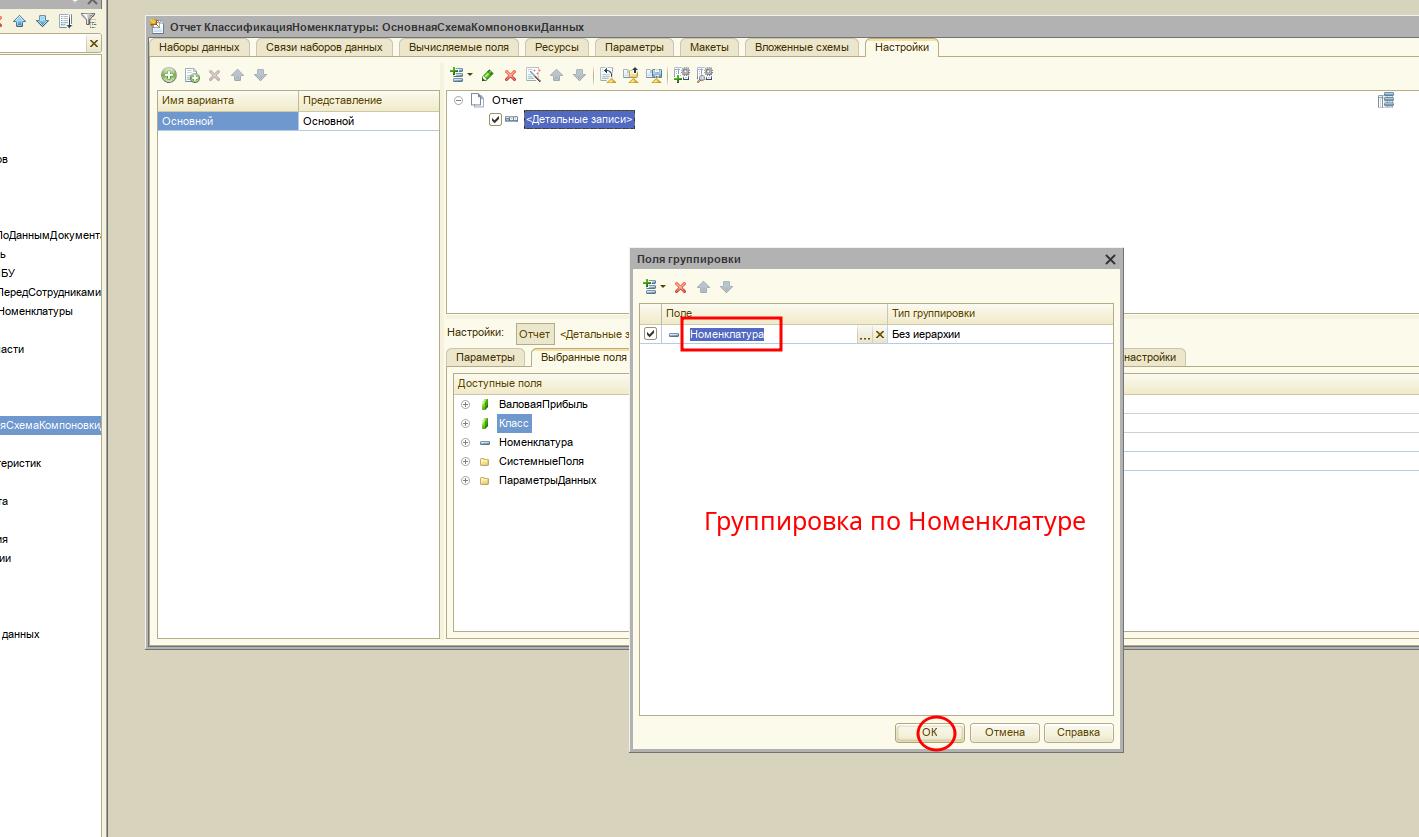 Отчет КлассификацияНоменклатуры: ОсновнаяСхемаКомпоновкиДанных
Наборы данных Связи наборов данных Вычисляемые поля Ресурсы Параметры Макеты Вложенные схемы Настройки
Имя варианта Представление
Основной Основной
Отчет
<Детальные записи>
ов
ПоДаннымДокумента
ь
БУ
ПередСотрудниками
Номенклатуры
части
яСхемаКомпоновки
теристик
та
ия
ии
данных
Настройки: Отчет <Детальные з
Параметры Выбранные поля
настройки
Доступные поля
ВаловаяПрибыль
Класс
Номенклатура
СистемныеПоля
ПараметрыДанных
Поля группировки
Поле Тип группировки
Номенклатура ... Без иерархии
Группировка по Номенклатуре
ОК Отмена Справка